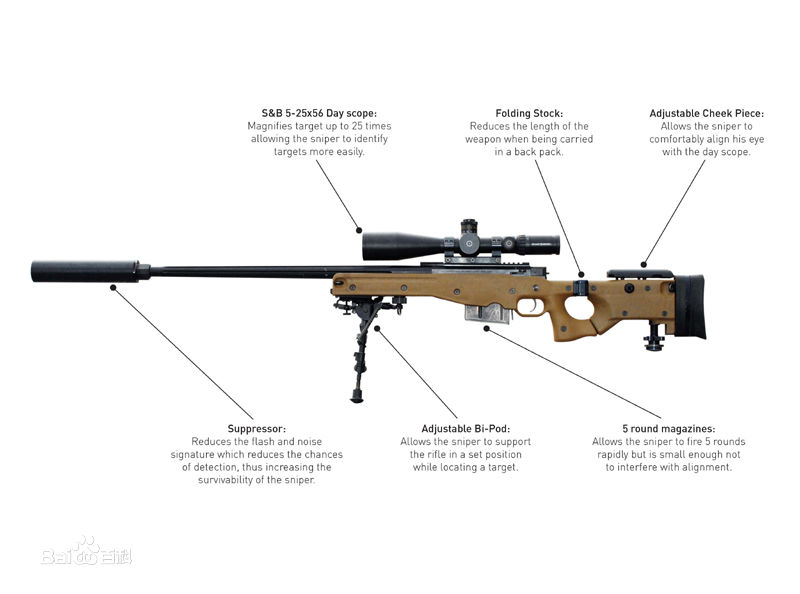 S&B 5-25x56 Day scope:
Magnifies target up to 25 times
allowing the sniper to identify
targets more easily.
Folding Stock:
Reduces the length of the
weapon when being carried
in a back pack.
Adjustable Cheek Piece:
Allows the sniper to
comfortably align his eye
with the day scope.
Suppressor:
Reduces the flash and noise
signature which reduces the chances
of detection, thus increasing the
survivability of the sniper.
Adjustable Bi-Pod:
Allows the sniper to support
the rifle in a set position
while locating a target.
5 round magazines:
Allows the sniper to fire 5 rounds
rapidly but is small enough not
to interfere with alignment.
Bai百科